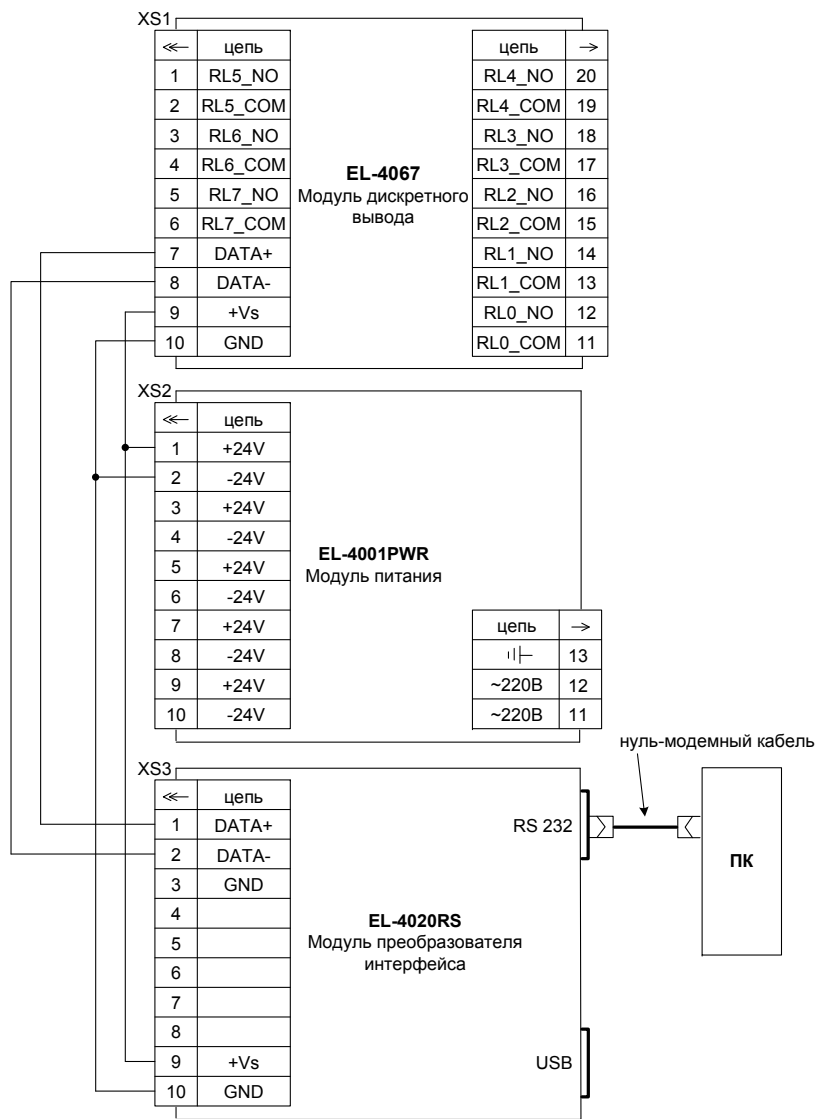 XS1
цепь
1 RL5_NO
2 RL5_COM
3 RL6_NO
4 RL6_COM
5 RL7_NO
6 RL7_COM
7 DATA+
8 DATA-
9 +Vs
10 GND
EL-4067
Модуль дискретного
вывода
цепь
RL4_NO 20
RL4_COM 19
RL3_NO 18
RL3_COM 17
RL2_NO 16
RL2_COM 15
RL1_NO 14
RL1_COM 13
RL0_NO 12
RL0_COM 11
XS2
цепь
1 +24V
2 -24V
3 +24V
4 -24V
5 +24V
6 -24V
7 +24V
8 -24V
9 +24V
10 -24V
EL-4001PWR
Модуль питания
цепь
13
~220В 12
~220В 11
XS3
цепь
1 DATA+
2 DATA-
3 GND
4
5
6
7
8
9 +Vs
10 GND
EL-4020RS
Модуль преобразователя
интерфейса
RS 232
USB
нуль-модемный кабель
ПК